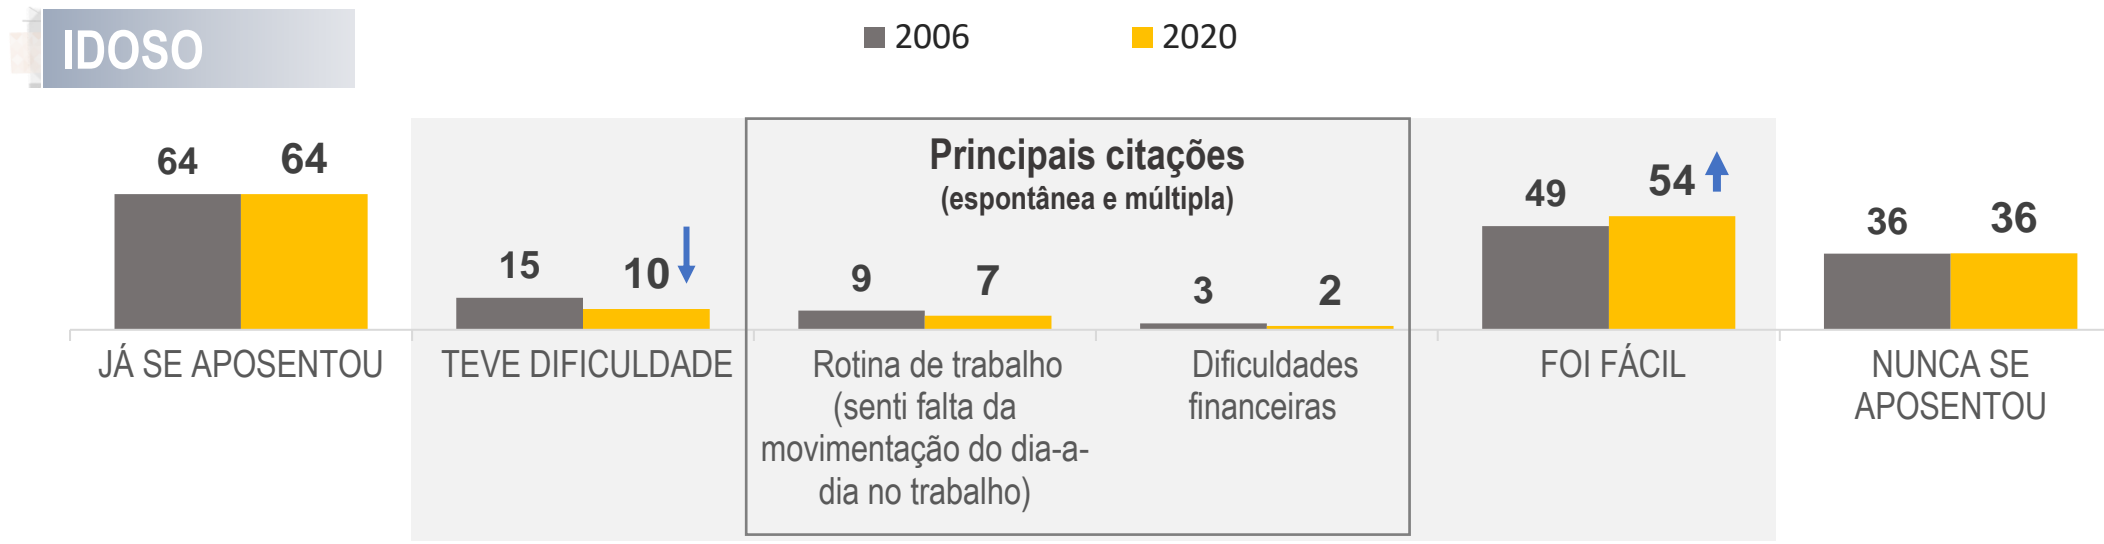 IDOSO
2006
2020
64
64
15
10
Principais citações
(espontânea e múltipla)
9
7
3
2
49
54
36
36
JÁ SE APOSENTOU
TEVE DIFICULDADE
Rotina de trabalho
(senti falta da
movimentação do dia-a-
dia no trabalho)
Dificuldades
financeiras
FOI FÁCIL
NUNCA SE
APOSENTOU